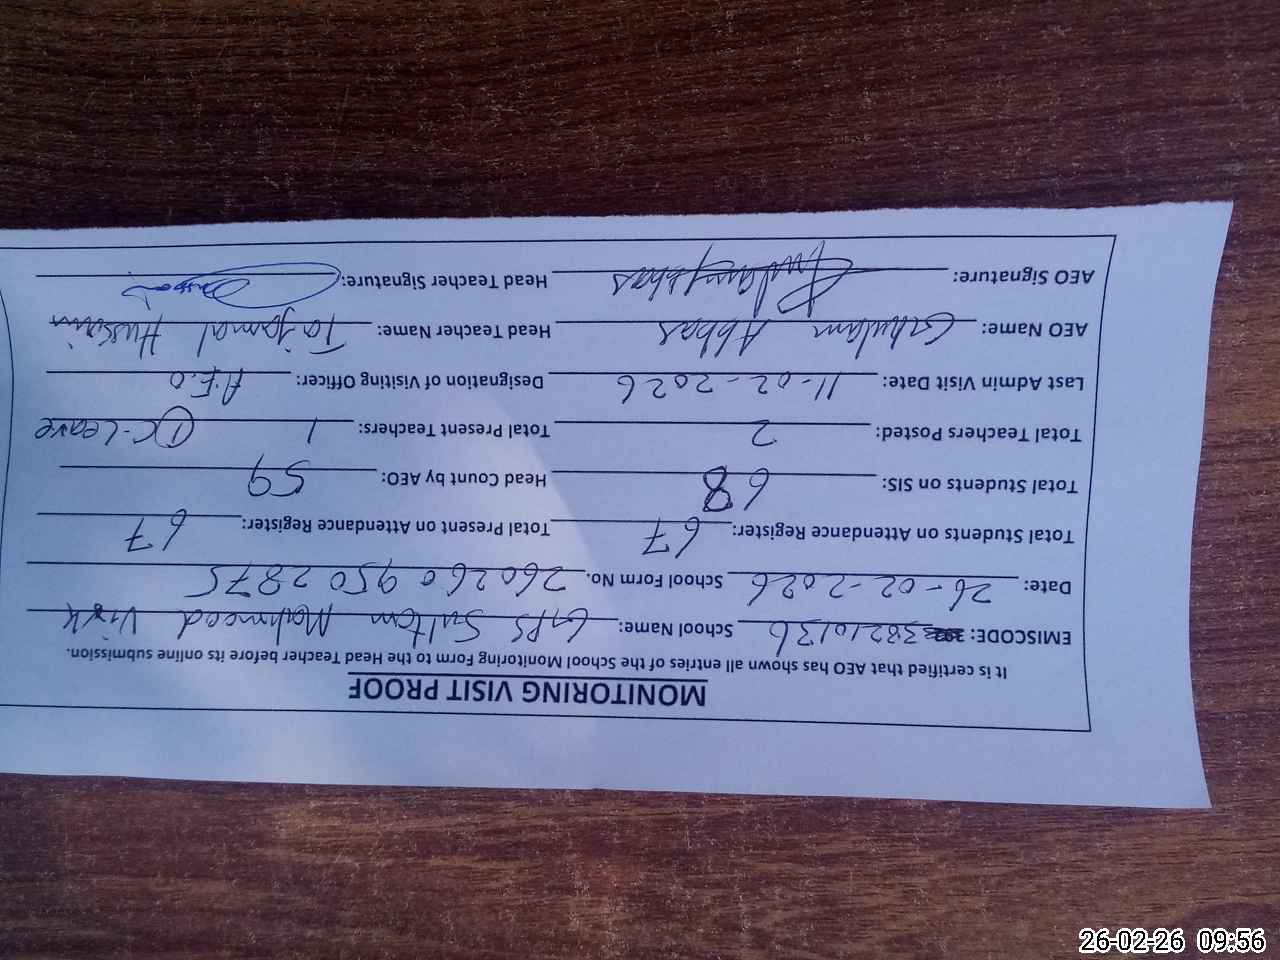 MONITORING VISIT PROOF
It is certified that AEO has shown all entries of the School Monitoring Form to the Head Teacher before its online submission.
EMISCODE: 38210136 School Name: GPS Sultan Mahmood Virk
Date: 26-02-2026 School Form No. 2602609502875
Total Students on Attendance Register: 67 Total Present on Attendance Register: 67
Total Students on SIS: 68 Head Count by AEO: 59
Total Teachers Posted: 2 Total Present Teachers: 1 ① C-Leave
Last Admin Visit Date: 11-02-2026 Designation of Visiting Officer: A.E.O
AEO Name: Ghulam Abbas Head Teacher Name: Tajamal Hussain
AEO Signature: Ghulam Abbas Head Teacher Signature:
26-02-26 09:56